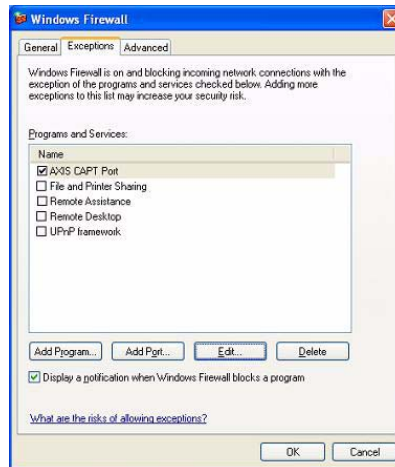 Windows Firewall
General Exceptions Advanced
Windows Firewall is on and blocking incoming network connections with the
exception of the programs and services checked below. Adding more
exceptions to this list may increase your security risk.
Programs and Services:
Name
AXIS CAPT Port
File and Printer Sharing
Remote Assistance
Remote Desktop
UPnP framework
Add Program... Add Port... Edit... Delete
Display a notification when Windows Firewall blocks a program
What are the risks of allowing exceptions?
OK Cancel